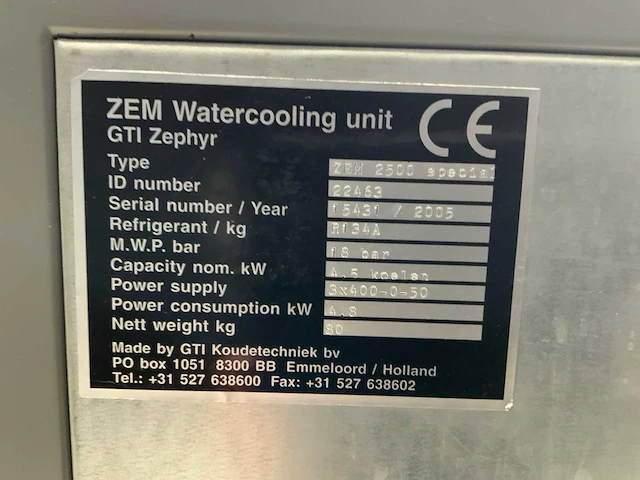 ZEM Watercooling unit CE
GTI Zephyr
Type ZEM 2500 special
ID number 22463
Serial number / Year 15431 / 2005
Refrigerant / kg R134A
M.W.P. bar 18 bar
Capacity nom. kW 4.5 koelen
Power supply 3x400-0-50
Power consumption kW 4.8
Nett weight kg 80
Made by GTI Koudetechniek bv
PO box 1051 8300 BB Emmeloord / Holland
Tel.: +31 527 638600 Fax: +31 527 638602